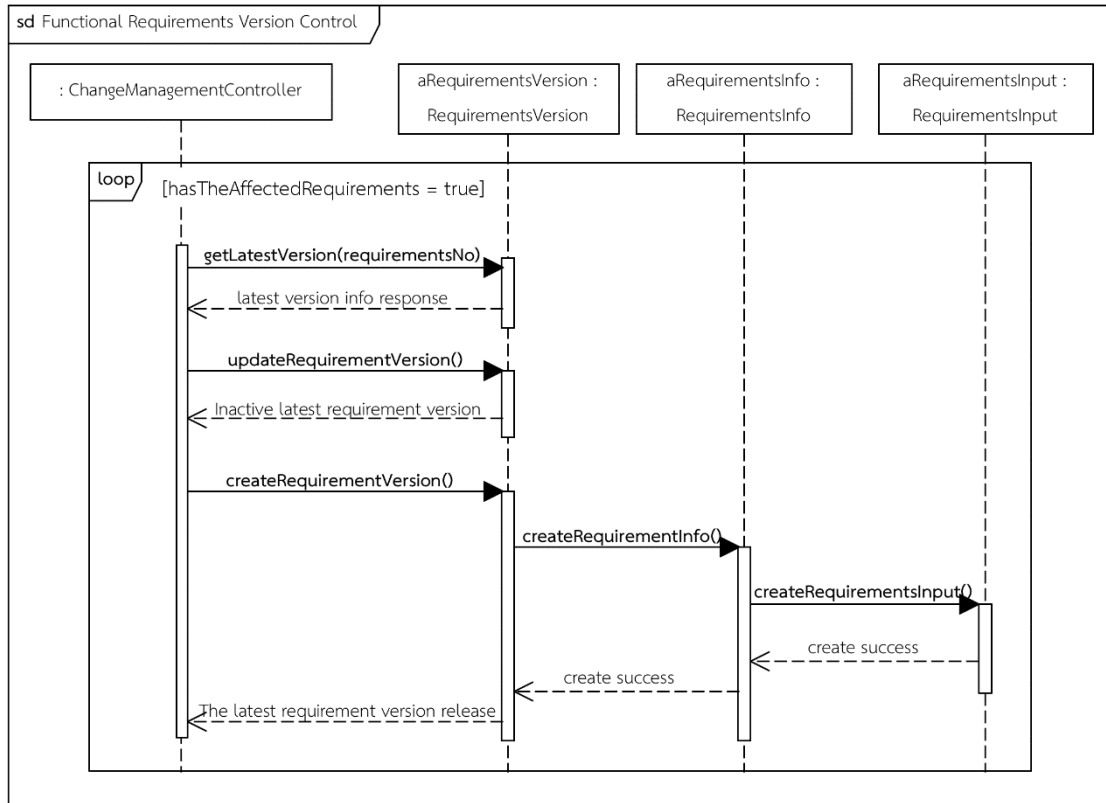 sd Functional Requirements Version Control
: ChangeManagementController
aRequirementsVersion :
RequirementsVersion
aRequirementsInfo :
RequirementsInfo
aRequirementsInput :
RequirementsInput
loop
[hasTheAffectedRequirements = true]
getLatestVersion(requirementsNo)
latest version info response
updateRequirementVersion()
Inactive latest requirement version
createRequirementVersion()
createRequirementInfo()
createRequirementsInput()
create success
create success
The latest requirement version release